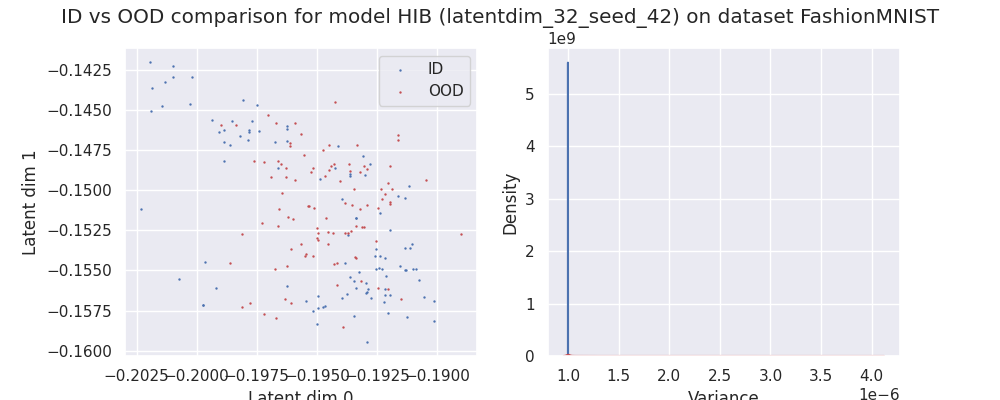 ID vs OOD comparison for model HIB (latentdim_32_seed_42) on dataset FashionMNIST
1e9
ID
OOD
−0.1425
−0.1450
−0.1475
−0.1500
−0.1525
−0.1550
−0.1575
−0.1600
Latent dim 1
−0.2025 −0.2000 −0.1975 −0.1950 −0.1925 −0.1900
Latent dim 0
5
4
3
2
1
0
Density
1.0 1.5 2.0 2.5 3.0 3.5 4.0
1e−6
Variance